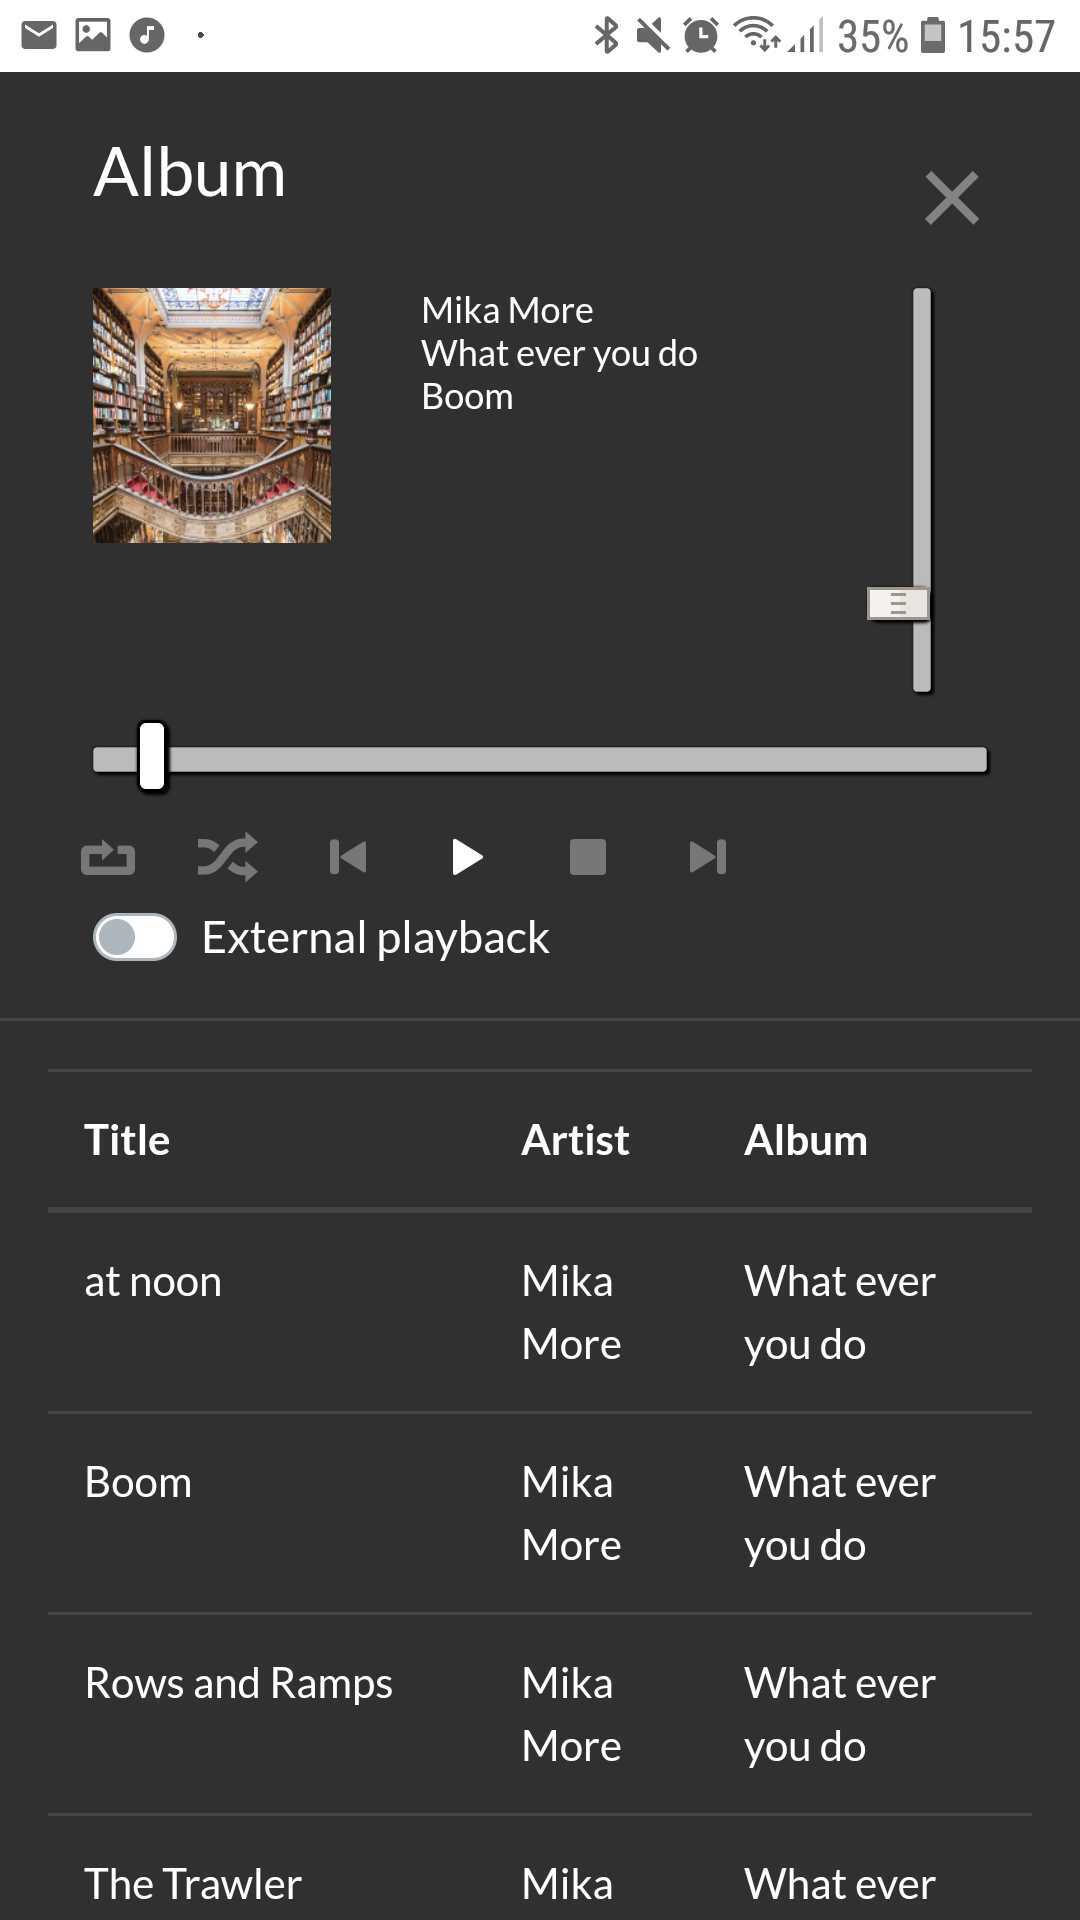 35% 15:57
Album
Mika More
What ever you do
Boom
External playback
Title Artist Album
at noon Mika What ever
More you do
Boom Mika What ever
More you do
Rows and Ramps Mika What ever
More you do
The Trawler Mika What ever